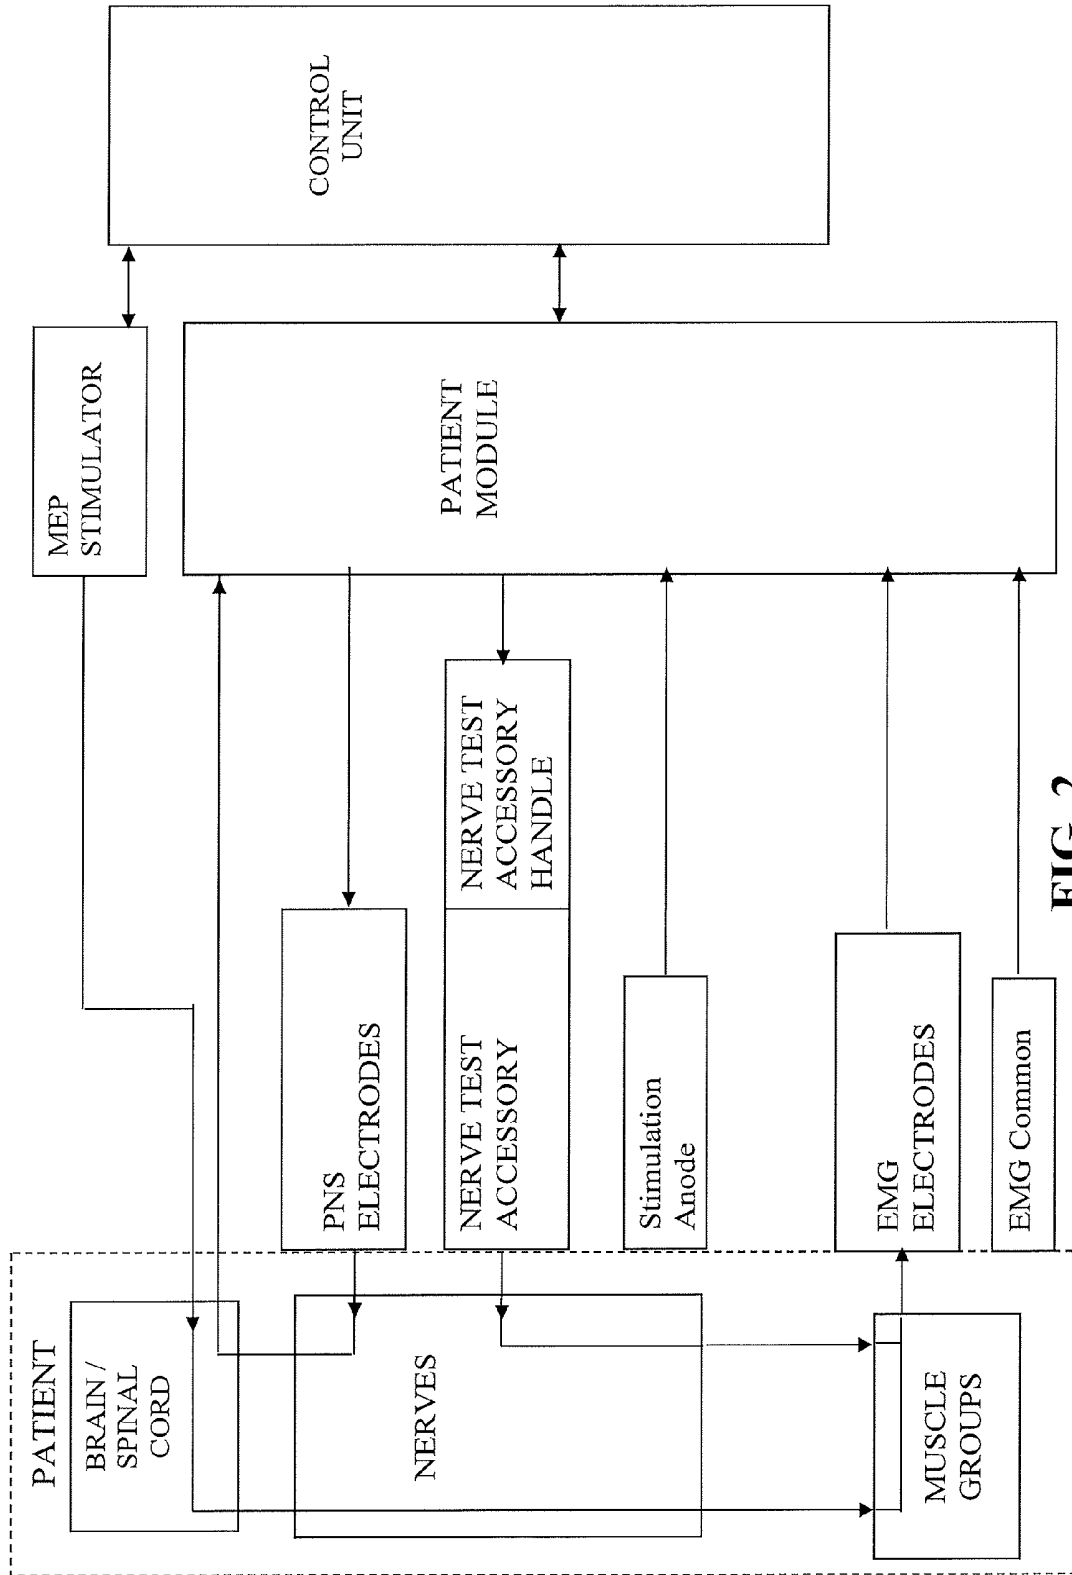 PATIENT
BRAIN /
SPINAL
CORD
NERVES
MUSCLE
GROUPS
PNS
ELECTRODES
NERVE TEST
ACCESSORY
NERVE TEST
ACCESSORY
HANDLE
Stimulation
Anode
EMG
ELECTRODES
EMG Common
MEP
STIMULATOR
PATIENT
MODULE
CONTROL
UNIT
FIG. 2